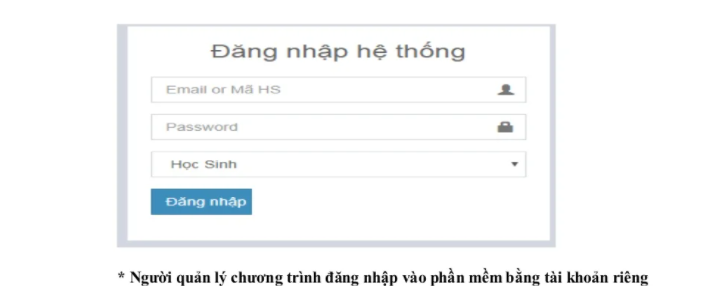 Đăng nhập hệ thống
Email or Mã HS
Password
Học Sinh
Đăng nhập
* Người quản lý chương trình đăng nhập vào phần mềm bằng tài khoản riêng